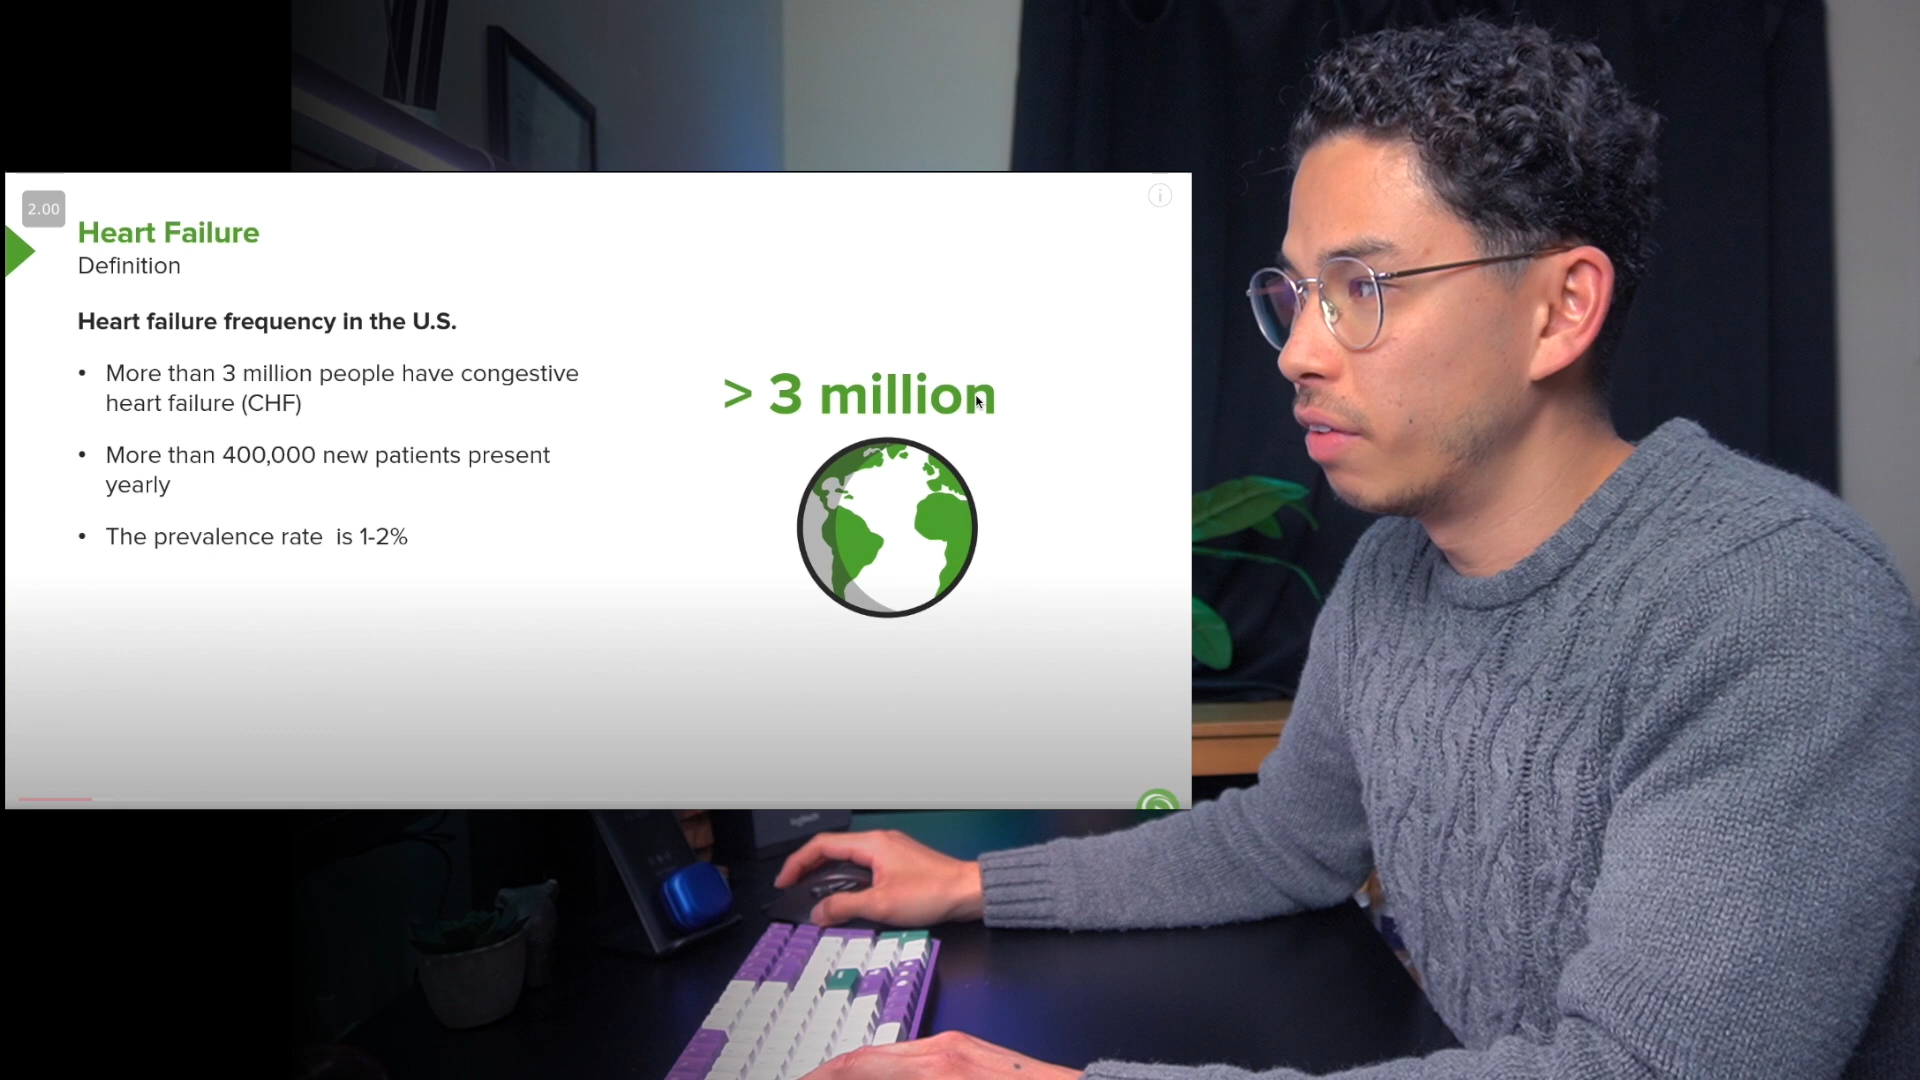 2.00
Heart Failure
Definition
Heart failure frequency in the U.S.
• More than 3 million people have congestive
heart failure (CHF)
• More than 400,000 new patients present
yearly
• The prevalence rate is 1-2%
> 3 million
logitech